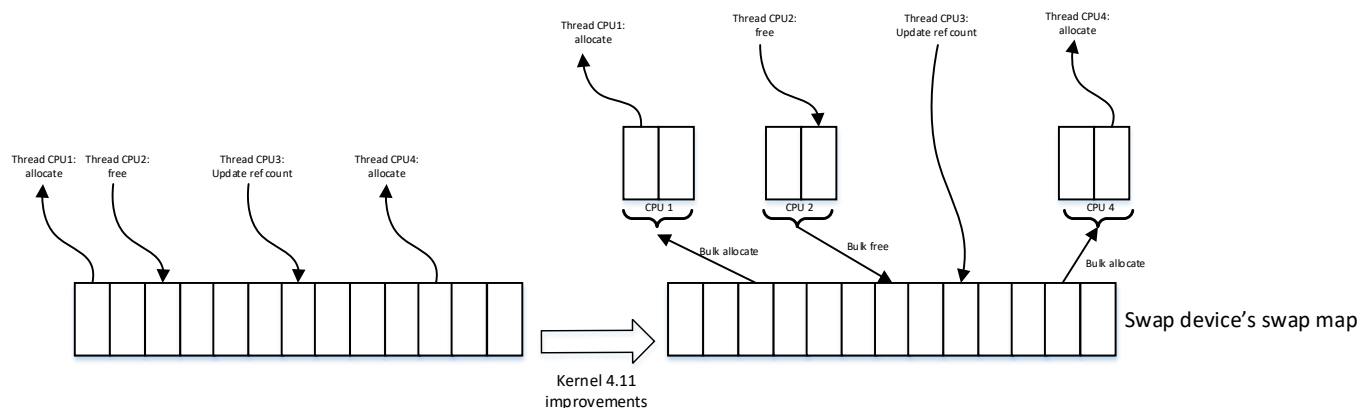 Thread CPU1:
allocate
Thread CPU2:
free
Thread CPU3:
Update ref count
Thread CPU4:
allocate
Kernel 4.11
improvements
Thread CPU1:
allocate
Thread CPU2:
free
Thread CPU3:
Update ref count
Thread CPU4:
allocate
CPU 1
CPU 2
CPU 4
Bulk allocate
Bulk free
Bulk allocate
Swap device's swap map